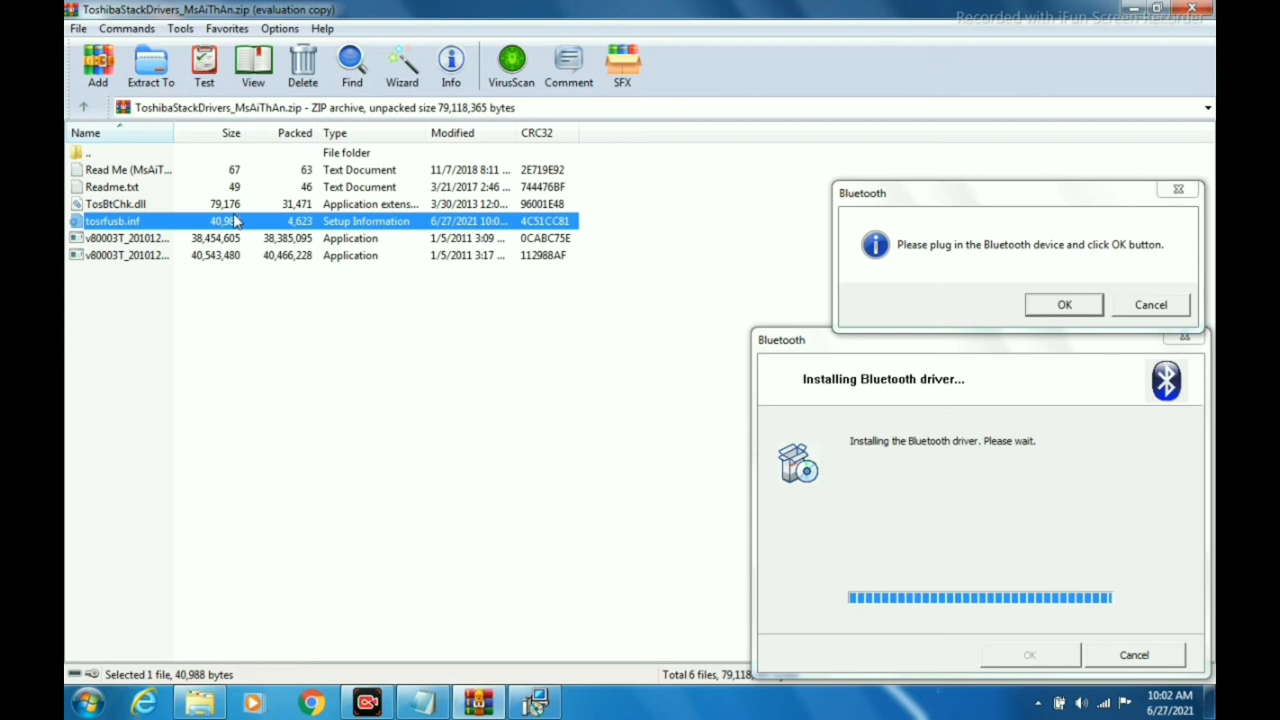 ToshibaStackDrivers_MsAiThAn.zip (evaluation copy)
Recorded with iFun Screen Recorder
File Commands Tools Favorites Options Help
Add Extract To Test View Delete Find Wizard Info VirusScan Comment SFX
ToshibaStackDrivers_MsAiThAn.zip - ZIP archive, unpacked size 79,118,365 bytes
Name Size Packed Type Modified CRC32
.. File folder
Read Me (MsAiT... 67 63 Text Document 11/7/2018 8:11 ... 2E719E92
Readme.txt 49 46 Text Document 3/21/2017 2:46 ... 744476BF
TosBtChk.dll 79,176 31,471 Application extens... 3/30/2013 12:0... 96001E48
tosrfusb.inf 4,623 Setup Information 6/27/2021 10:0... 4C51CC81
v80003T_201012... 38,454,605 38,385,095 Application 1/5/2011 3:09 ... 0CABC75E
v80003T_201012... 40,543,480 40,466,228 Application 1/5/2011 3:17 ... 112988AF
Bluetooth
Please plug in the Bluetooth device and click OK button.
OK Cancel
Bluetooth
Installing Bluetooth driver...
Installing the Bluetooth driver. Please wait.
OK Cancel
Selected 1 file, 40,988 bytes
Total 6 files, 79,118
10:02 AM
6/27/2021